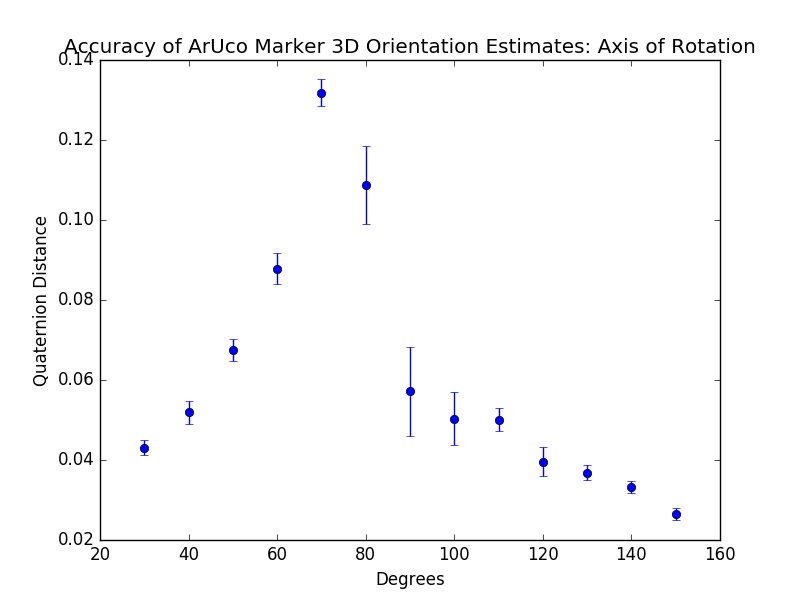 Accuracy of ArUco Marker 3D Orientation Estimates: Axis of Rotation
0.14
0.12
0.10
0.08
0.06
0.04
0.02
Quaternion Distance
20 40 60 80 100 120 140 160
Degrees